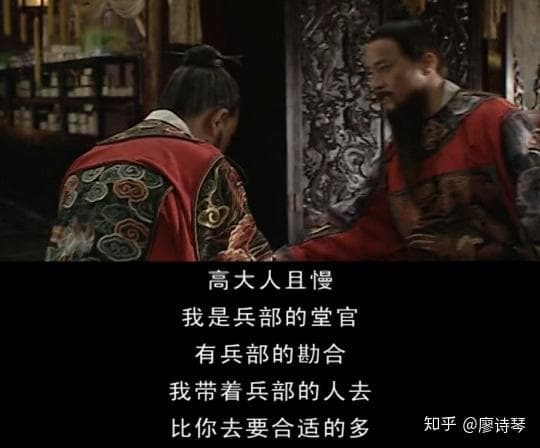 高大人且慢
我是兵部的堂官
有兵部的勘合
我带着兵部的人去
比你去要合适的多
知乎 @廖诗琴